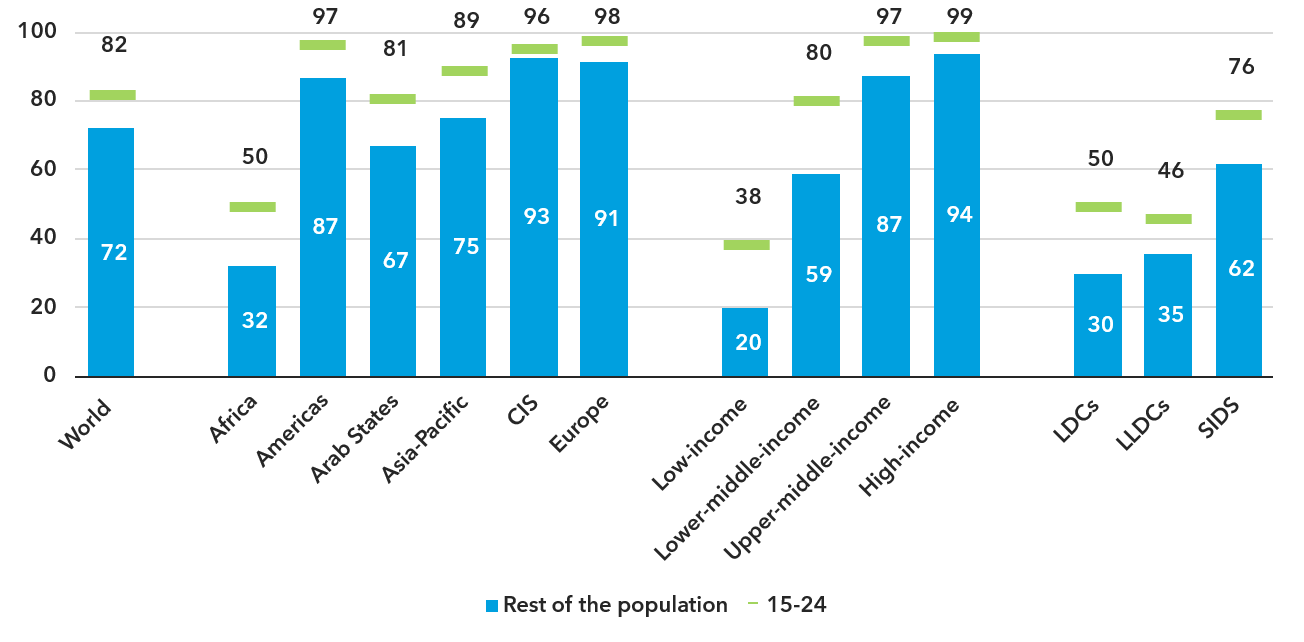 100
80
60
40
20
0
82
50
97
81
89
96
98
38
80
97
99
50
46
76
72
32
87
67
75
93
91
20
59
87
94
30
35
62
World
Africa
Americas
Arab States
Asia-Pacific
CIS
Europe
Low-income
Lower-middle-income
Upper-middle-income
High-income
LDCs
LLDCs
SIDS
Rest of the population
15-24